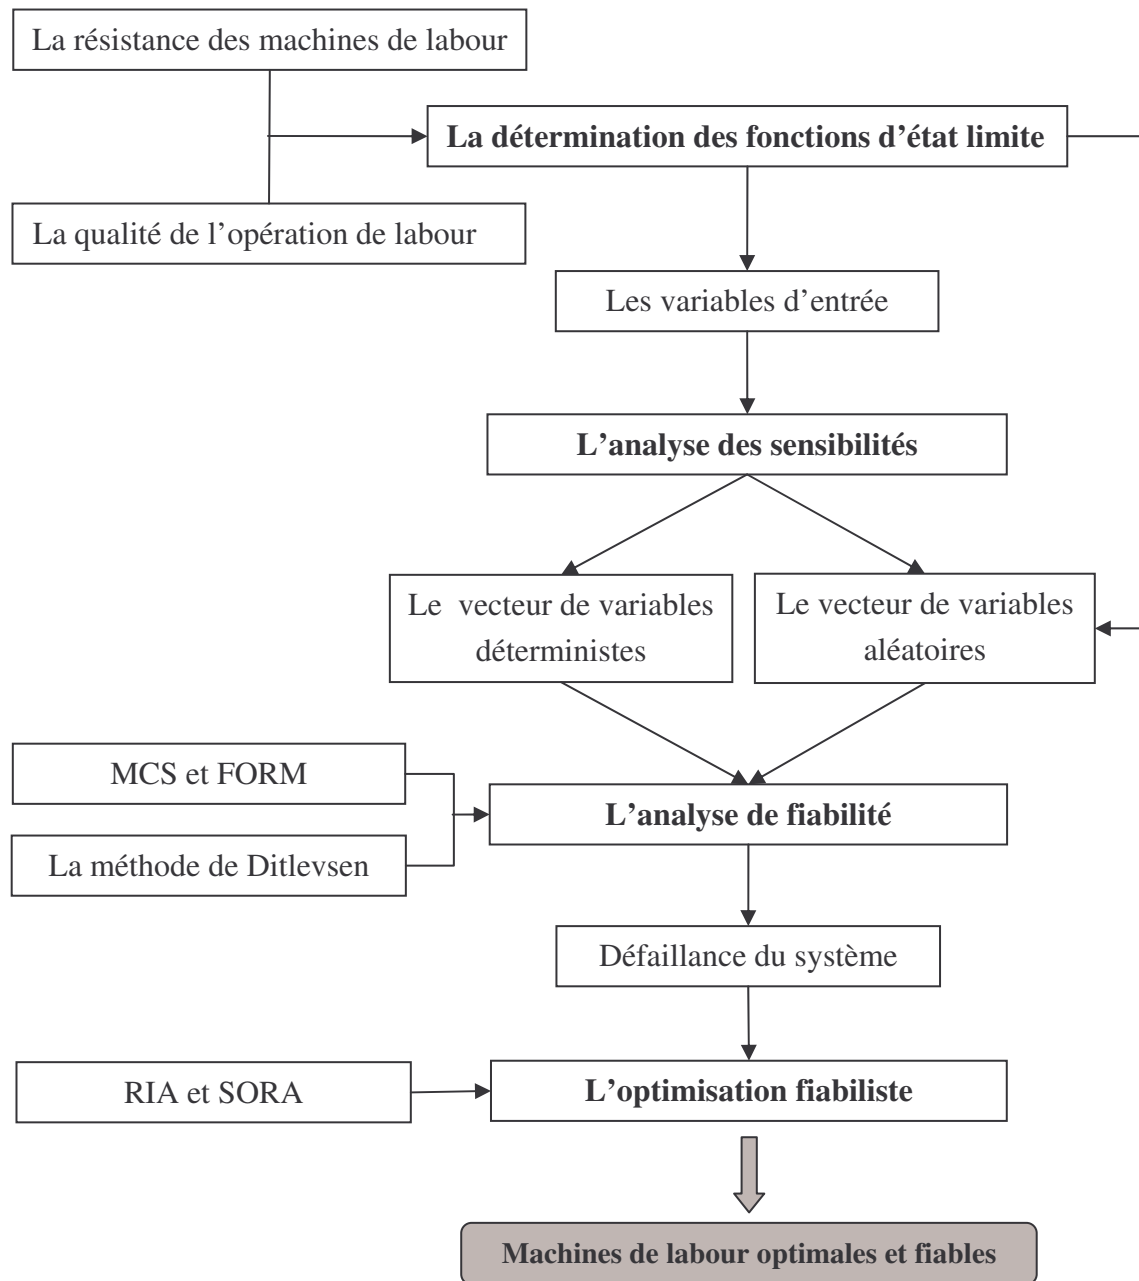 La résistance des machines de labour
La détermination des fonctions d’état limite
La qualité de l’opération de labour
Les variables d’entrée
L’analyse des sensibilités
Le vecteur de variables
déterministes
Le vecteur de variables
aléatoires
MCS et FORM
L’analyse de fiabilité
La méthode de Ditlevsen
Défaillance du système
RIA et SORA
L’optimisation fiabiliste
Machines de labour optimales et fiables